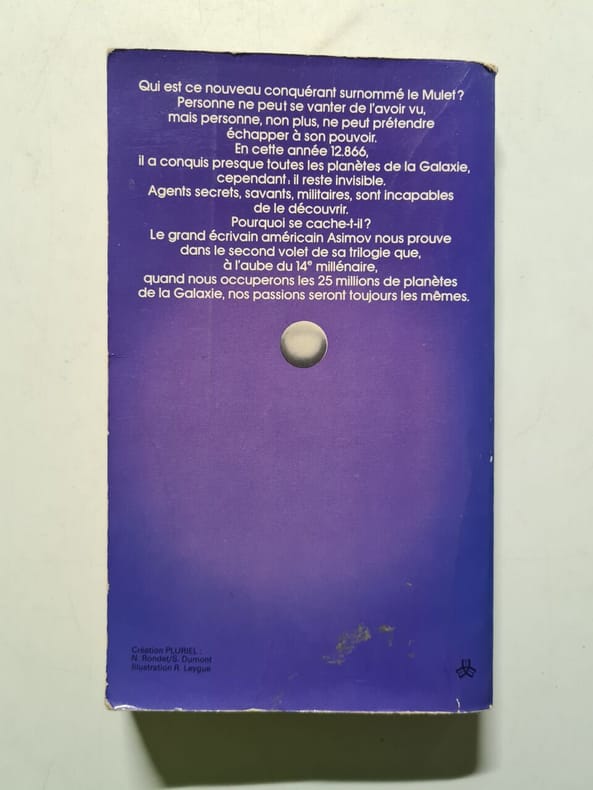 Qui est ce nouveau conquérant surnommé le Mulet?
Personne ne peut se vanter de l'avoir vu,
mais personne, non plus, ne peut prétendre
échapper à son pouvoir.
En cette année 12.866,
il a conquis presque toutes les planètes de la Galaxie,
cependant, il reste invisible.
Agents secrets, savants, militaires, sont incapables
de le découvrir.
Pourquoi se cache-t-il?
Le grand écrivain américain Asimov nous prouve
dans le second volet de sa trilogie que,
à l'aube du 14e millénaire,
quand nous occuperons les 25 millions de planètes
de la Galaxie, nos passions seront toujours les mêmes.
Création PLURIEL :
N. Rondet/S. Dumont
Illustration R. Leygue